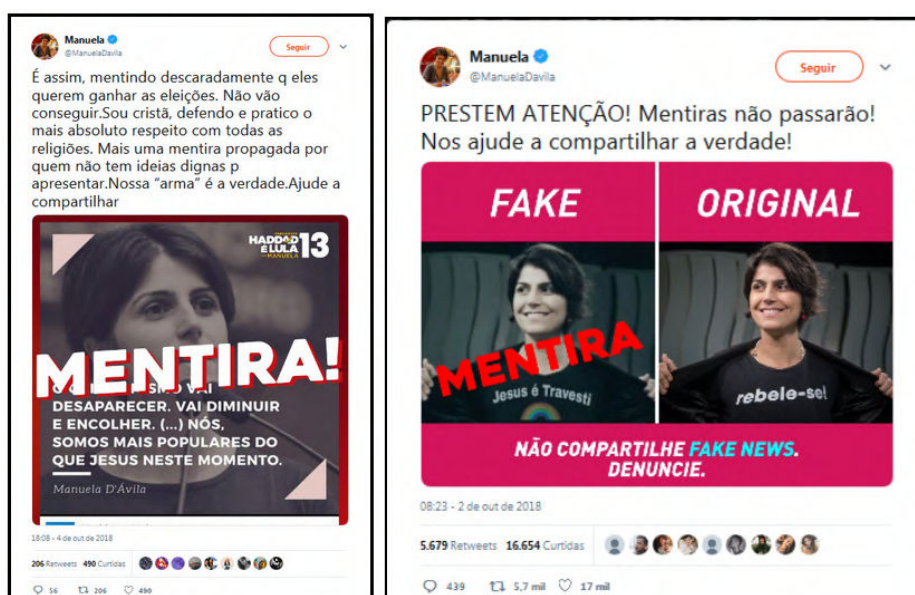 Manuela
@ManuelaDavila
Seguir
É assim, mentindo descaradamente q eles
querem ganhar as eleições. Não vão
conseguir.Sou cristã, defendo e pratico o
mais absoluto respeito com todas as
religiões. Mais uma mentira propagada por
quem não tem ideias dignas p
apresentar.Nossa "arma" é a verdade.Ajude a
compartilhar
HADDAD
É LULA 13
MANUELA
MENTIRA!
VAI
DESAPARECER. VAI DIMINUIR
E ENCOLHER. (...) NÓS,
SOMOS MAIS POPULARES DO
QUE JESUS NESTE MOMENTO.
Manuela D'Ávila
18:08 - 4 de out de 2018
206 Retweets 490 Curtidas
56 206 490
Manuela
@ManuelaDavila
Seguir
PRESTEM ATENÇÃO! Mentiras não passarão!
Nos ajude a compartilhar a verdade!
FAKE
ORIGINAL
MENTIRA
Jesus é Travesti
rebele-se!
NÃO COMPARTILHE FAKE NEWS.
DENUNCIE.
08:23 - 2 de out de 2018
5.679 Retweets 16.654 Curtidas
439 5,7 mil 17 mil